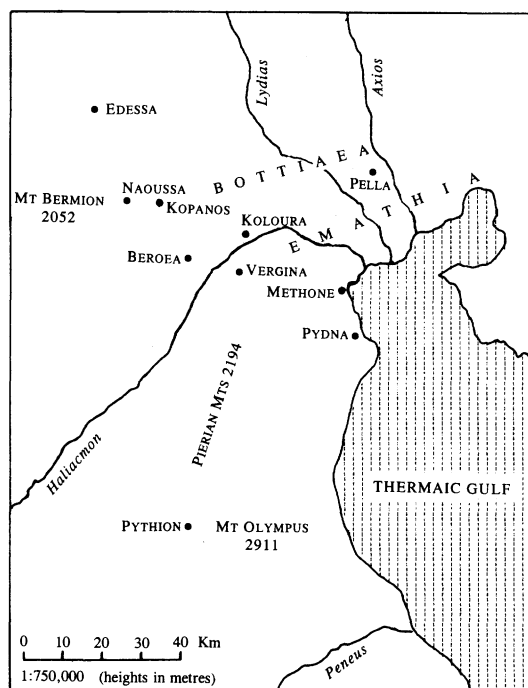 Lydias
Axios
EDESSA
BOTTIAEA
PELLA
NAOUSSA
MT BERMION
2052
KOPANOS
EMATHIA
KOLOURA
BEROEA
VERGINA
METHONE
PYDNA
PIERIAN MTS 2194
Haliacmon
THERMAIC GULF
PYTHION
MT OLYMPUS
2911
0 10 20 30 40 Km
Peneus
1:750,000 (heights in metres)